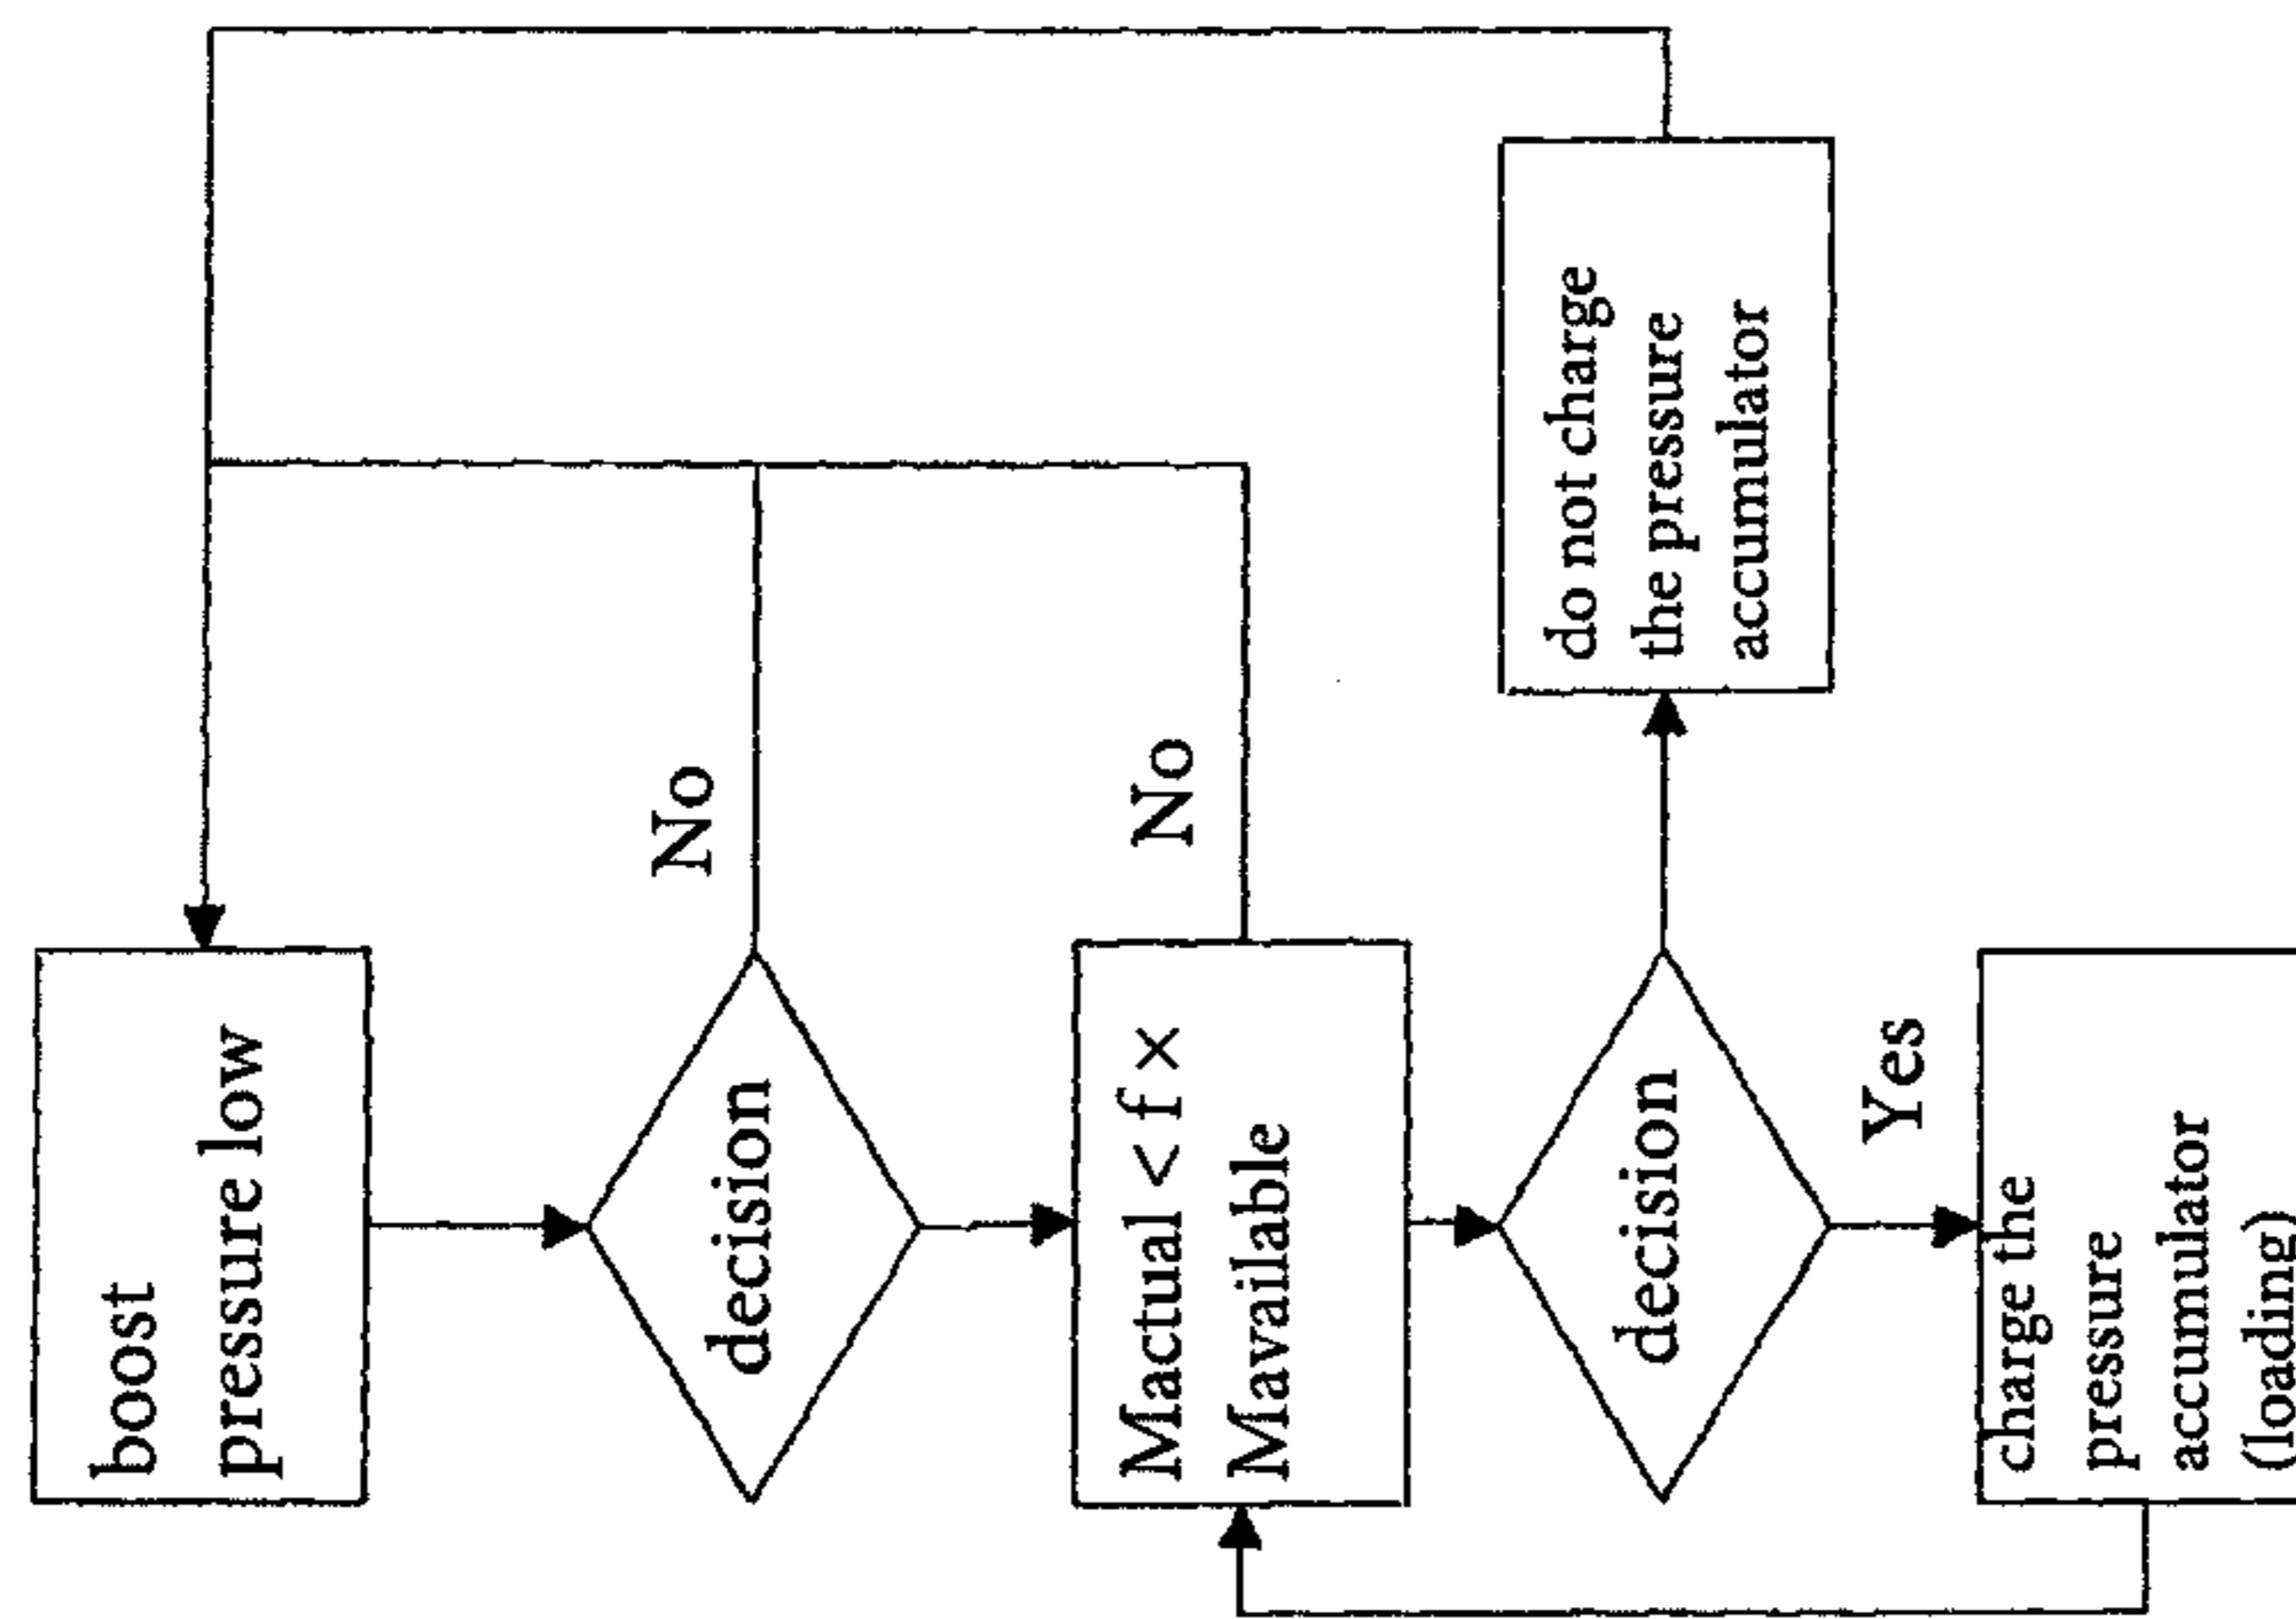 boost
pressure low
decision
No
Mactual < f ×
Mavailable
No
decision
do not charge
the pressure
accumulator
Yes
charge the
pressure
accumulator
(loading)